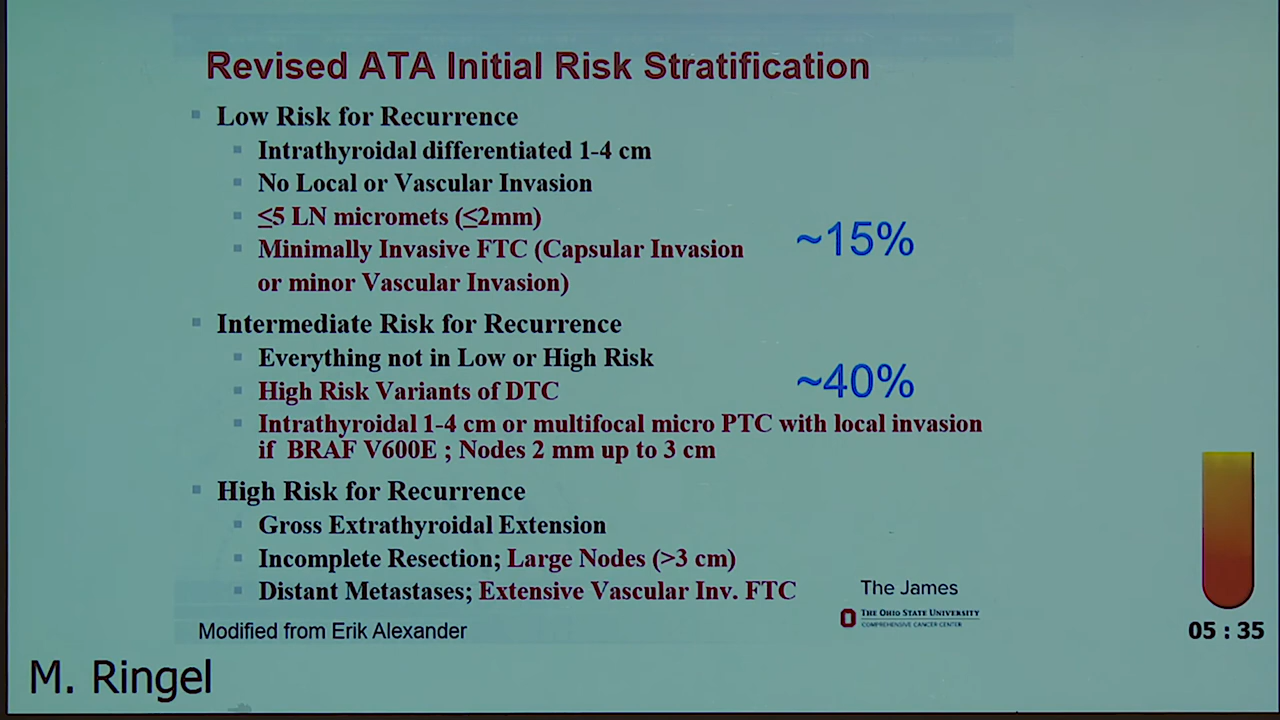 Revised ATA Initial Risk Stratification
Low Risk for Recurrence
Intrathyroidal differentiated 1-4 cm
No Local or Vascular Invasion
≤5 LN micromets (≤2mm)
Minimally Invasive FTC (Capsular Invasion
or minor Vascular Invasion)
~15%
Intermediate Risk for Recurrence
Everything not in Low or High Risk
High Risk Variants of DTC
~40%
Intrathyroidal 1-4 cm or multifocal micro PTC with local invasion
if BRAF V600E ; Nodes 2 mm up to 3 cm
High Risk for Recurrence
Gross Extrathyroidal Extension
Incomplete Resection; Large Nodes (>3 cm)
Distant Metastases; Extensive Vascular Inv. FTC
The James
THE OHIO STATE UNIVERSITY
COMPREHENSIVE CANCER CENTER
Modified from Erik Alexander
05 : 35
M. Ringel